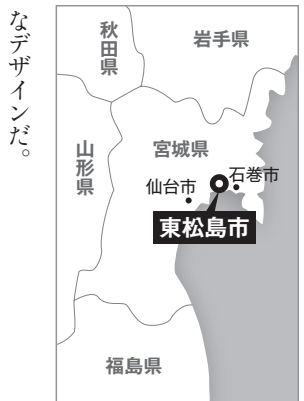 なデザインだ。
秋田県
岩手県
山形県
宮城県
仙台市
石巻市
東松島市
福島県